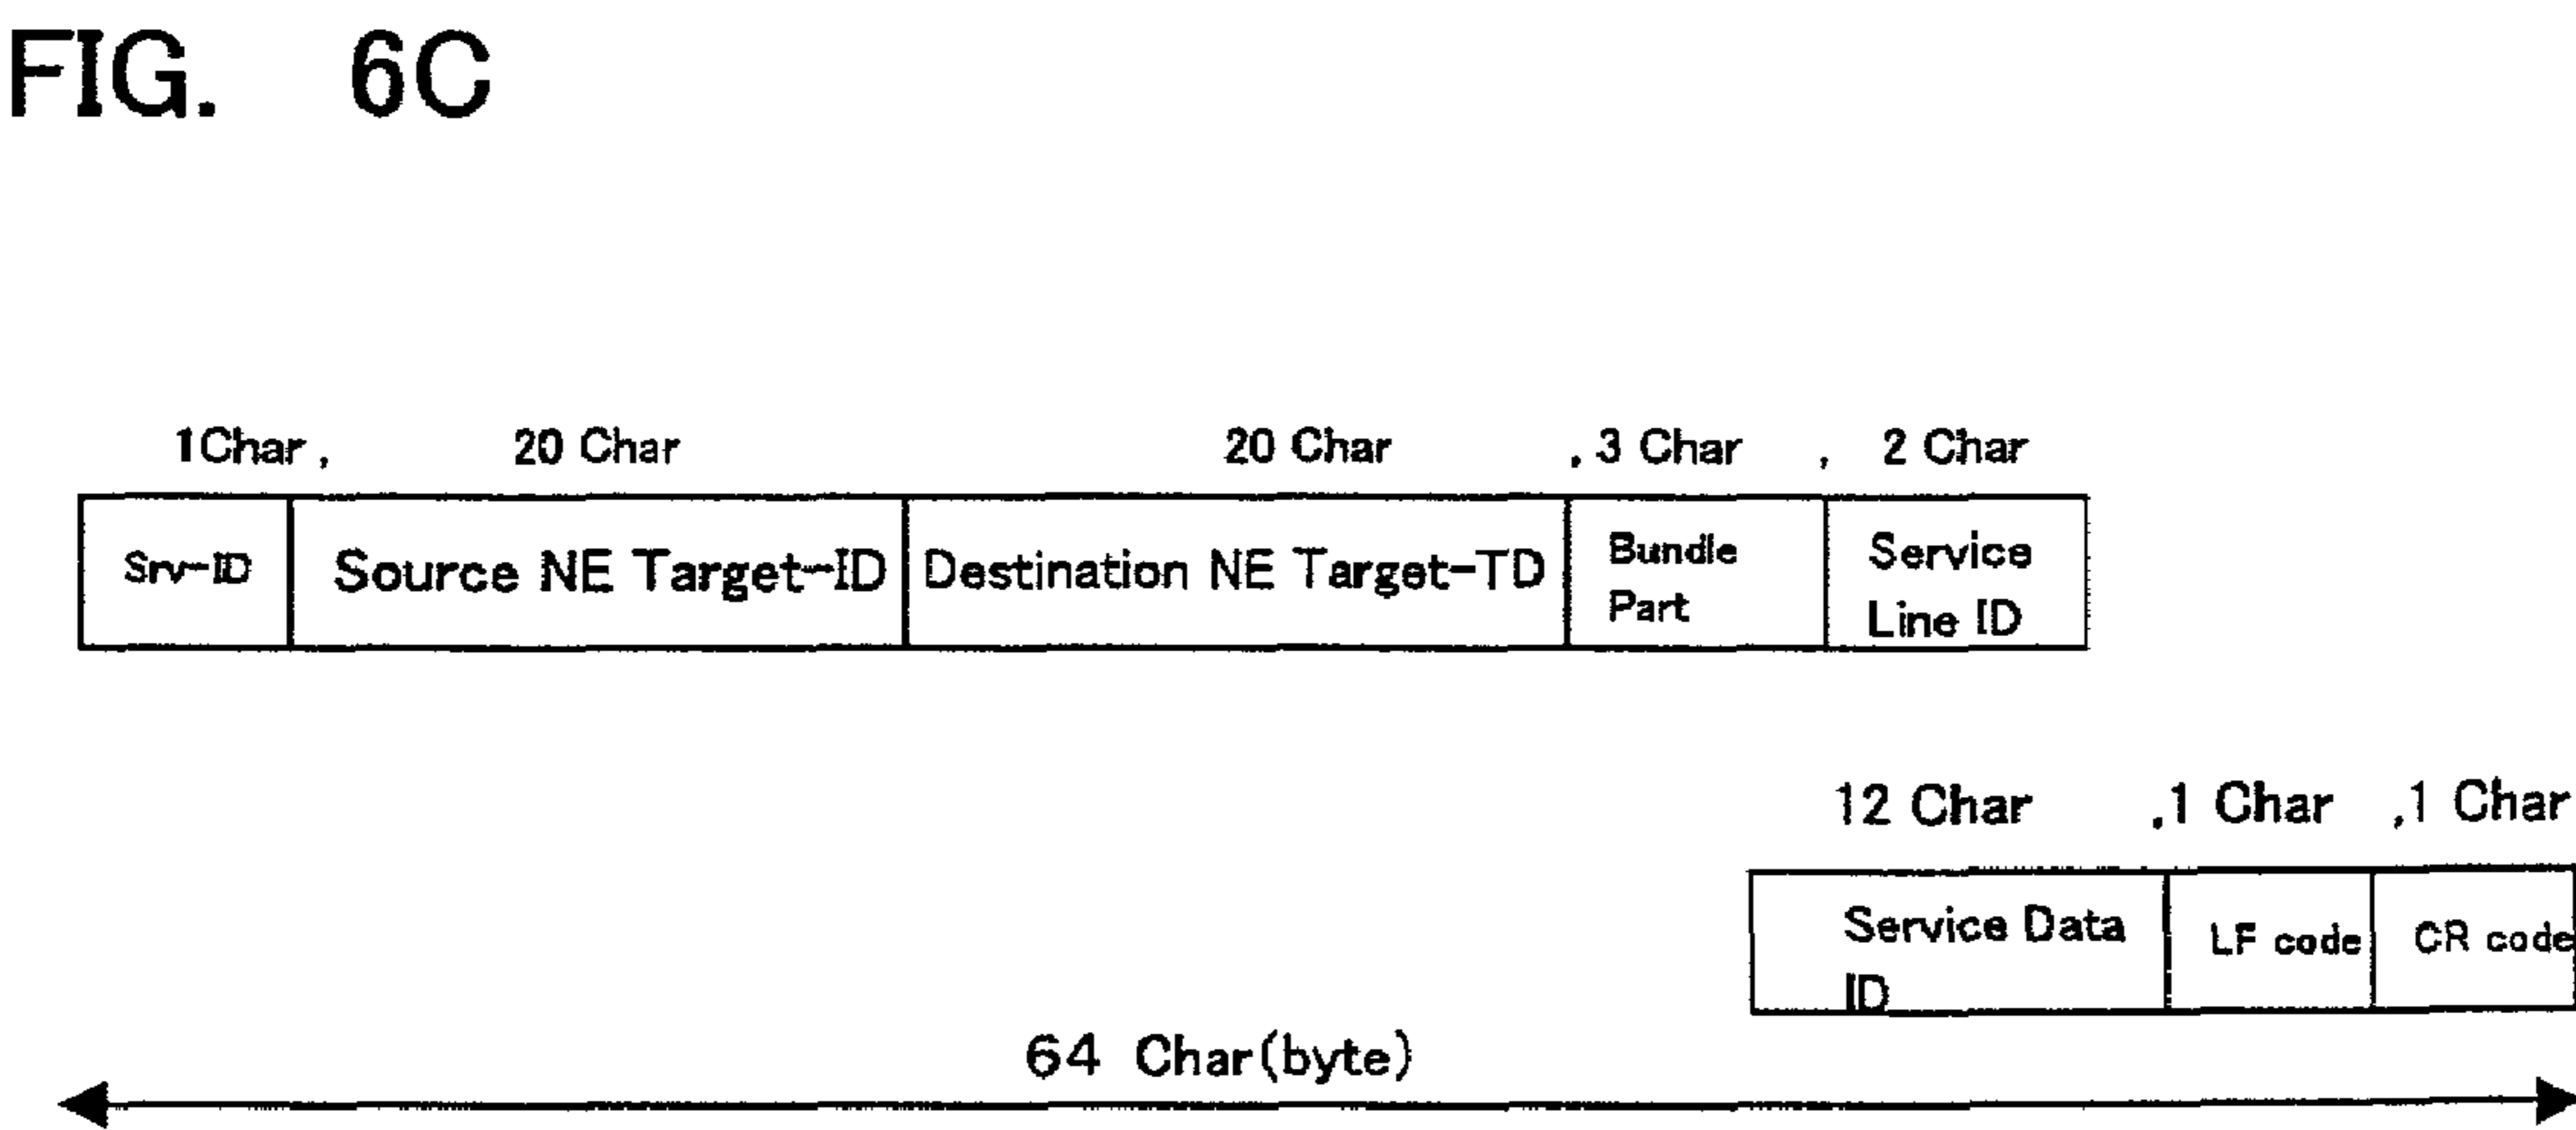 FIG. 6C
1Char, 20 Char 20 Char ,3 Char , 2 Char
Srv-ID Source NE Target-ID Destination NE Target-TD Bundle Service
Part Line ID
12 Char ,1 Char ,1 Char
Service Data LF code CR code
ID
64 Char(byte)